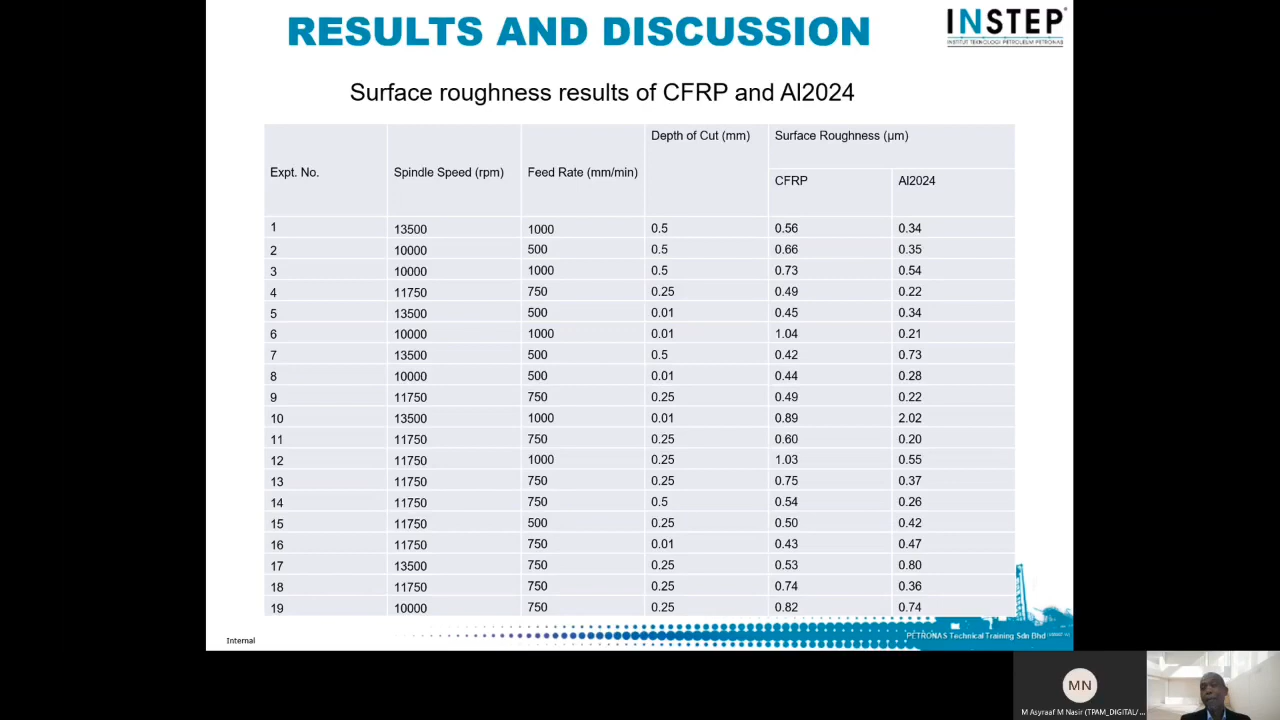 RESULTS AND DISCUSSION
INSTEP
INSTITUT TEKNOLOGI PETROLEUM PETRONAS
Surface roughness results of CFRP and Al2024
Expt. No. Spindle Speed (rpm) Feed Rate (mm/min) Depth of Cut (mm) Surface Roughness (µm)
CFRP Al2024
1 13500 1000 0.5 0.56 0.34
2 10000 500 0.5 0.66 0.35
3 10000 1000 0.5 0.73 0.54
4 11750 750 0.25 0.49 0.22
5 13500 500 0.01 0.45 0.34
6 10000 1000 0.01 1.04 0.21
7 13500 500 0.5 0.42 0.73
8 10000 500 0.01 0.44 0.28
9 11750 750 0.25 0.49 0.22
10 13500 1000 0.01 0.89 2.02
11 11750 750 0.25 0.60 0.20
12 11750 1000 0.25 1.03 0.55
13 11750 750 0.25 0.75 0.37
14 11750 750 0.5 0.54 0.26
15 11750 500 0.25 0.50 0.42
16 11750 750 0.01 0.43 0.47
17 13500 750 0.25 0.53 0.80
18 11750 750 0.25 0.74 0.36
19 10000 750 0.25 0.82 0.74
Internal
PETRONAS Technical Training Sdn Bhd
MN
M Asyraaf M Nasir (TPAM_DIGITAL/ ...